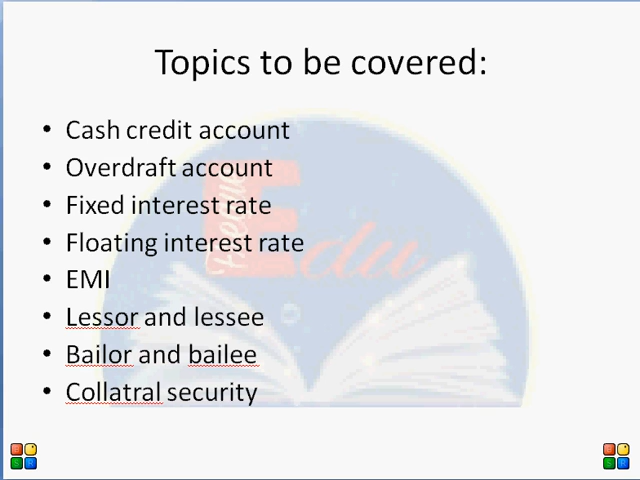 Topics to be covered:
• Cash credit account
• Overdraft account
• Fixed interest rate
• Floating interest rate
• EMI
• Lessor and lessee
• Bailor and bailee
• Collatral security
Edu